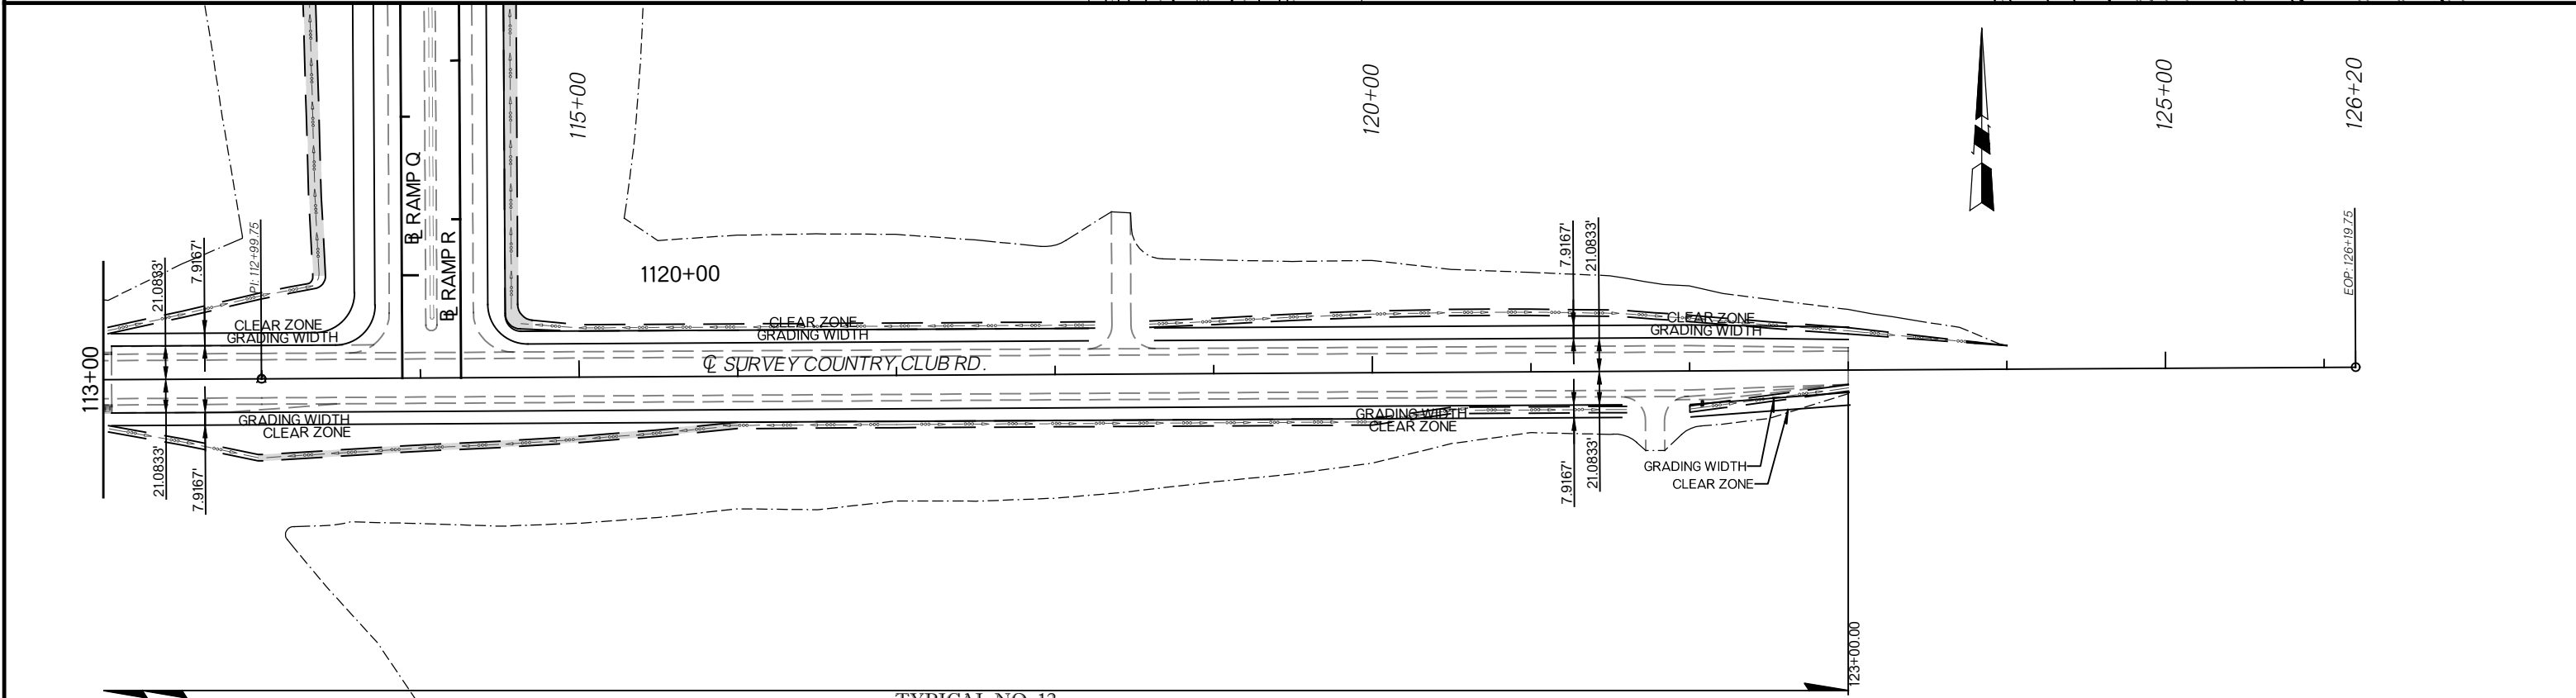 115+00
120+00
125+00
126+20
B RAMP Q
B RAMP R
PI: 112+99.75
EOP: 126+19.75
21.0833'
7.9167'
7.9167'
21.0833'
1120+00
CLEAR ZONE
GRADING WIDTH
CLEAR ZONE
GRADING WIDTH
CLEAR ZONE
GRADING WIDTH
113+00
℄ SURVEY COUNTRY CLUB RD.
GRADING WIDTH
CLEAR ZONE
GRADING WIDTH
CLEAR ZONE
21.0833'
7.9167'
7.9167'
21.0833'
GRADING WIDTH
CLEAR ZONE
123+00.00
TYPICAL NO. 13